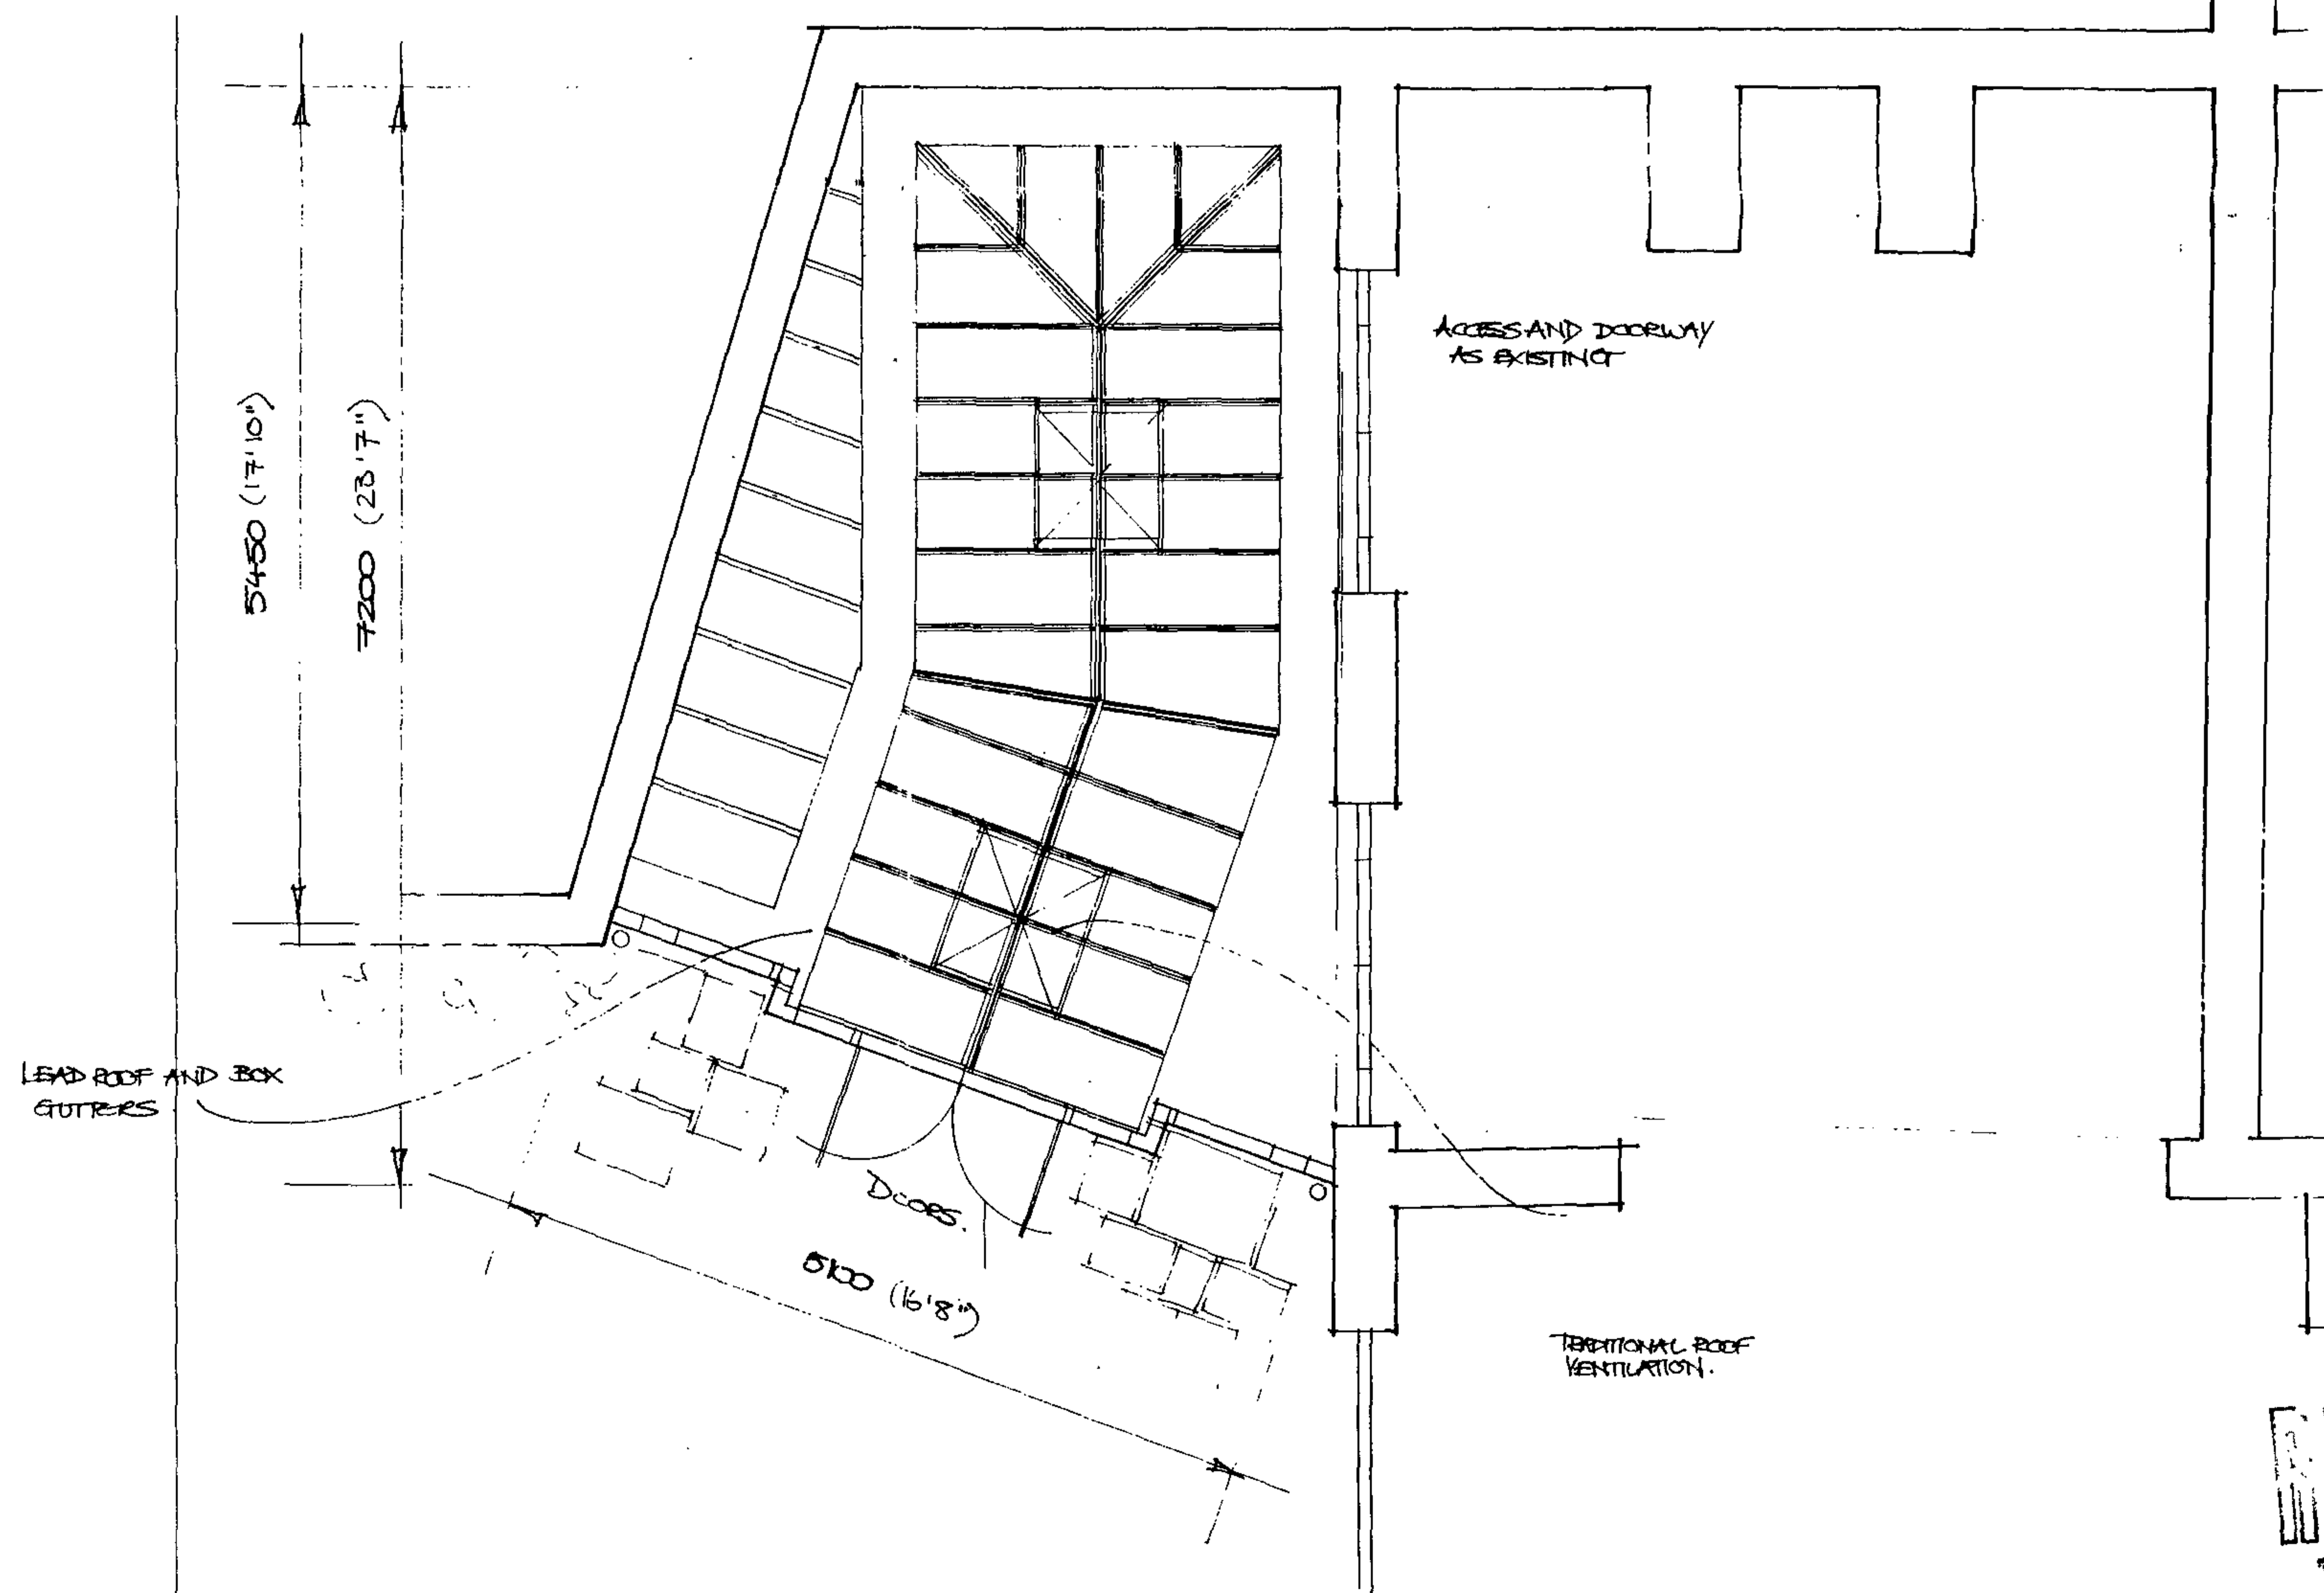 ACCESS AND DOORWAY
AS EXISTING
5450 (17'10")
7200 (23'7")
LEAD ROOF AND BOX
GUTTERS
DOORS.
5100 (16'8")
TRADITIONAL ROOF
VENTILATION.